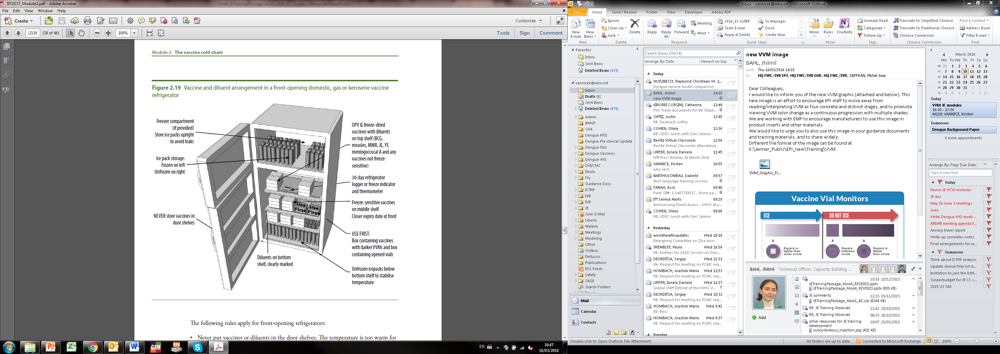 IIP2015_Module2.pdf - Adobe Acrobat
File Edit View Window Help
Create
Customize
(2)30 (30 of 46) 100%
Tools Sign Comment
Module 2: The vaccine cold chain
Figure 2.19 Vaccine and diluent arrangement in a front-opening domestic, gas or kerosene vaccine
refrigerator
Freezer compartment
(if provided)
Store ice packs upright
to avoid leaks
Ice pack storage:
Frozen on left
Unfrozen on right
NEVER store vaccines in
door shelves
OPV & freeze-dried
vaccines with diluents
on top shelf (BCG,
measles, MMR, JE, YF,
meningoccocal A and any
vaccines not freeze-
sensitive)
30-day refrigerator
logger or freeze indicator
and thermometer
Freeze-sensitive vaccines
on middle shelf
Closer expiry date at front
USE FIRST:
Box containing vaccines
with darker VVMs and box
containing opened vials
Unfrozen icepacks below
bottom shelf to stabilise
temperature
Use First
Use First
Diluents on bottom
shelf, clearly marked
The following rules apply for front-opening refrigerators:
• Never put vaccines or diluents in the door shelves. The temperature is too warm for
GSM
EN
EN
16:47
10/03/2016
Inbox - vannicek@who.int - Microsoft Outlook
File Home Send / Receive Folder View Developer Adobe PDF
New E-mail
New Items
New
Ignore
Clean Up
Junk
Delete
Delete
Reply
Reply All
Forward
Meeting
More
Respond
2016_03 GVIRF
Team E-mail
Reply & Delete
To Manager
Done
Create New
Quick Steps
Move
Rules
OneNote
Move
Unread/ Read
Categorize
Follow Up
Tags
Translate to Simplified Chinese
Translate to Traditional Chinese
Chinese Conversion
Chinese Conversion
Find a Contact
Address Book
Filter E-mail
Find
Favorites
Inbox
Sent Items
Deleted Items (470)
vannicek@who.int
Inbox
Drafts [6]
Sent Items
Deleted Items (470)
Admin
BMGF
Chik
Dengue NTD
Dengue Pre-clinical Update
Dengue TAG
Dengue Vaccines
Dengue WG
DVI/CMC
Ebola
Flu
Guidance Docs
ICTRP
IVB
IVR
JE
Junk E-Mail
Liberia
Malaria
Meetings
Modeling
Other
Outbox
Pertussis
Publications
RSS Feeds
Safety
SAGE
Search Folders
Mail
Calendar
Contacts
Search Inbox (Ctrl+E)
Arrange By: Date Newest on top
Today
HUTUBESSY, Raymond Christiaan W. 1...
Dengue vaccine model comparison
BAHL, Jhilmil 14:15
new VVM image
KIROREI CORSINI, Catherine 13:49
FW: Travel documents for Mr Steph...
ORTIZ, Justin 13:45
RE: Declined: coffee
COHEN, Olivia 12:36
RE: GDEC lunch with Dan Salmon
Berlitz Virtual Classroom 12:06
Berlitz Virtual Classroom attendance
URFER, Ionela Daniela 11:45
IVB Press Review: 10 March 2016
VANNICE, Kirsten 10:55
who vest
BARTHOLOMEAU, Isabelle 09:57
Next language training session
FARAH, Assil 09:40
Fwd: SR#: 1-1407719517 - None pa...
ITT Service Alerts 09:29
Announcing Direct Access – WHO at y...
COHEN, Olivia 09:08
RE: GDEC lunch with Dan Salmon
Yesterday
worldhealthupdates Wed 18:18
Emergency Committee on Zika virus
TREMBLEY, Paola Wed 16:58
RE: Invitees for SAGE Session on Den...
DIORDITSA, Sergey Wed 12:31
Re: Request for meeting on PCMC req...
HOMBACH, Joachim Maria Wed 11:53
RE: Request for meeting on PCMC req...
URFER, Ionela Daniela Wed 11:37
Global Staff Retreat of the WHO V...
DIORDITSA, Sergey Wed 10:32
RE: Request for meeting on PCMC req...
HOMBACH, Joachim Maria Wed 9:42
RE: Recs
HOMBACH, Joachim Maria Wed 9:37
RE: Request for meeting on PCMC req...
Tuesday
new VVM image
BAHL, Jhilmil
Sent: Thu 10/03/2016 14:15
To: HQ FWC/IVB EPI; HQ FWC/IVB DIR; HQ FWC/IVR; ZAFFRAN, Michel Jose
Dear Colleagues,
I would like to inform you of the new VVM graphic (attached and below). This
new image is an effort to encourage EPI staff to move away from
reading/interpreting VVM as four concrete and distinct stages, and to promote
viewing VVM color change as a continuous progression with multiple shades.
We are working with EMP to encourage manufacturers to use this image in
product inserts and other materials.
We would like to urge you to also use this image in your guidance documents
and training materials, and to share widely.
Different file format of the image can be found at
K:\Jenner_Public\EPI_new\Training\VVM
VVM_Graphic_Fi...
Vaccine Vial Monitors
USE DO NOT USE
Square is lighter than outer circle
Square matches circle
Square is darker than circle
BAHL, Jhilmil Technical Officer, Capacity Building ...
Add
10:53 10/12/2015
JETrainingPackage_Mod4_REVISED.pptx
JETrainingPackage_Mod4_REVISED.pptx (905 KB)
JE comments 12:15 05/11/2015
JETrainingPackage_Mod1_AC.zip (6244 KB)
RE: JE Training Modules 11:42 29/10/2015
RE: JE Training Modules 08:33 26/10/2015
other resources for JE training 10:07 25/05/2015
development
subcutaneous_injection.jpg (401 KB)
March 2016
Mo Tu We Th Fr Sa Su
29 1 2 3 4 5 6
7 8 9 10 11 12 13
14 15 16 17 18 19 20
21 22 23 24 25 26 27
28 29 30 31 1 2 3
4 5 6 7 8 9 10
Today
VVM JE modules
16:30 - 17:30
M129; VANNICE, Kirsten
Tomorrow
Dengue Background Paper
6 more appointments
Arrange By: Flag: Due Date
Type a new task
Today
Revise JE HCW modules
JE doc
May 30-June 3 meetings
Joao
Write Dengue WG meeti...
APDPB meeting agenda f...
Annecy travel report
Write up correlates notes
Final arrangements for w...
Tomorrow
Think about ICTRP analysis
Update clinical trial list d...
Invitation to join the Edit...
Scope/budget for JE CC s...
2015 US TAX
Double-click to Open Outlook File Attachment
All folders are up to date. Connected to Microsoft Exchange 100%